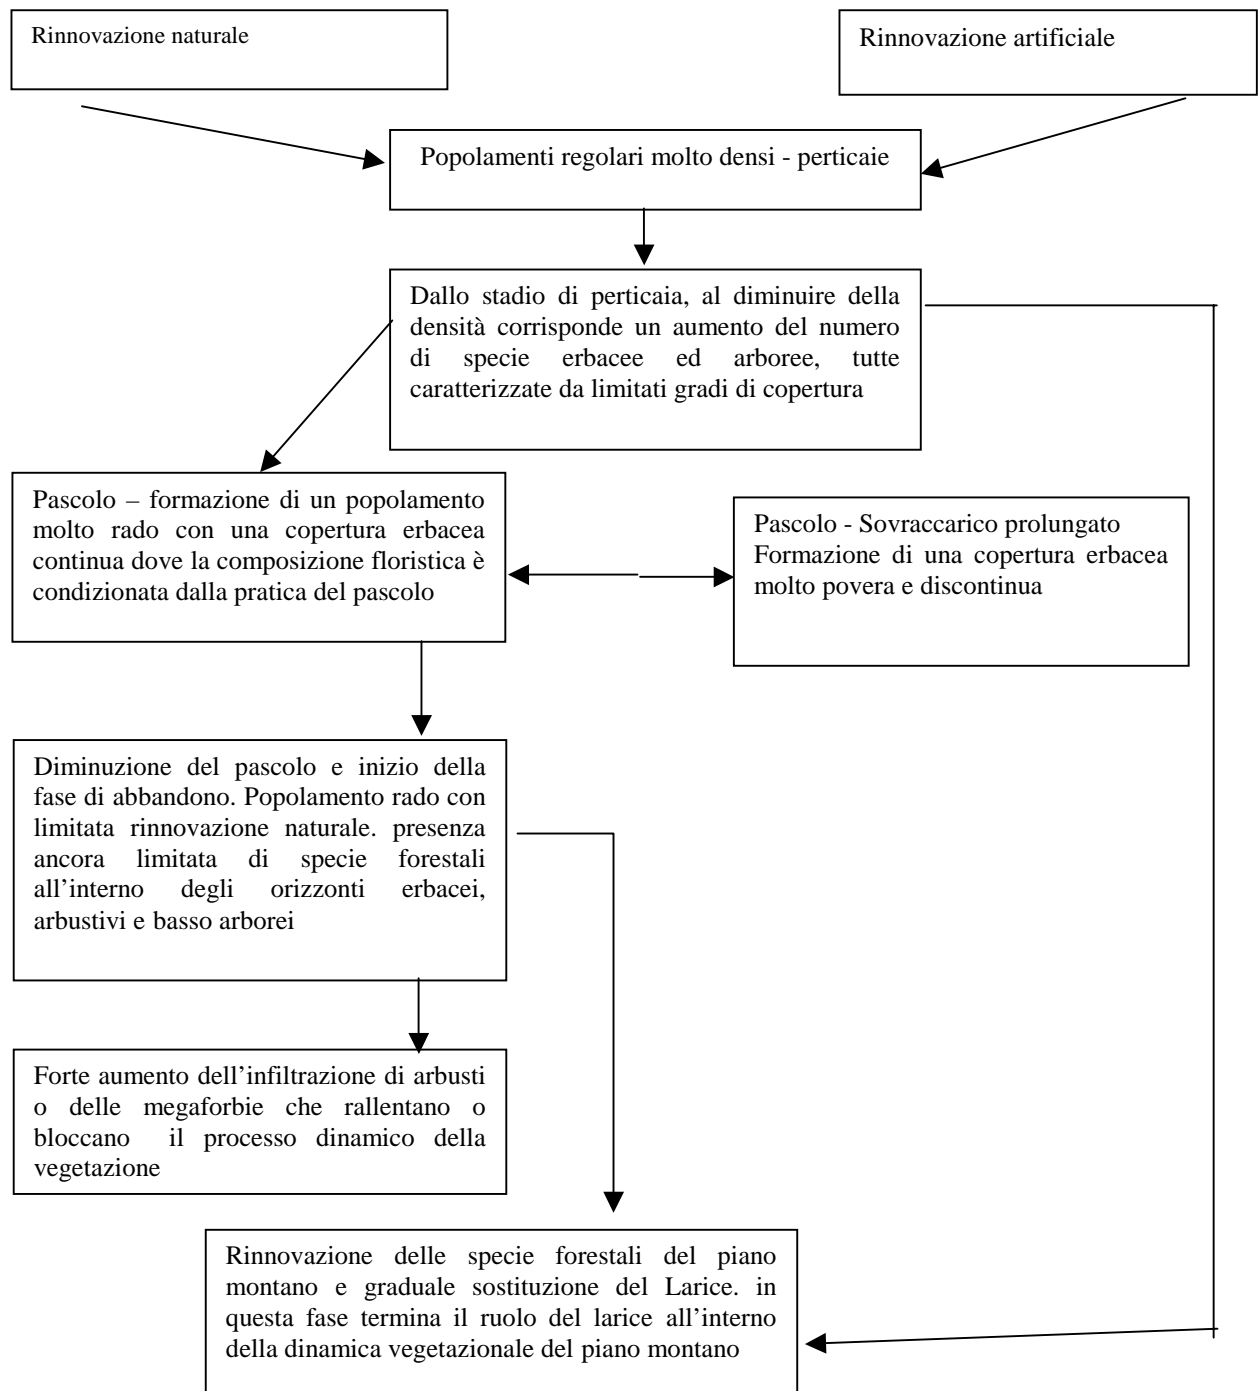 Rinnovazione naturale
Rinnovazione artificiale
Popolamenti regolari molto densi - perticaie
Dallo stadio di perticaia, al diminuire della
densità corrisponde un aumento del numero
di specie erbacee ed arboree, tutte
caratterizzate da limitati gradi di copertura
Pascolo – formazione di un popolamento
molto rado con una copertura erbacea
continua dove la composizione floristica è
condizionata dalla pratica del pascolo
Pascolo - Sovraccarico prolungato
Formazione di una copertura erbacea
molto povera e discontinua
Diminuzione del pascolo e inizio della
fase di abbandono. Popolamento rado con
limitata rinnovazione naturale. presenza
ancora limitata di specie forestali
all’interno degli orizzonti erbacei,
arbustivi e basso arborei
Forte aumento dell’infiltrazione di arbusti
o delle megaforbie che rallentano o
bloccano il processo dinamico della
vegetazione
Rinnovazione delle specie forestali del piano
montano e graduale sostituzione del Larice. in
questa fase termina il ruolo del larice all’interno
della dinamica vegetazionale del piano montano